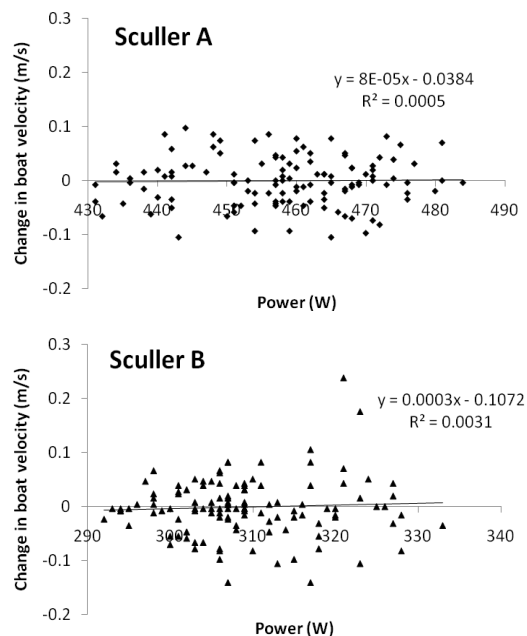 Sculler A
Change in boat velocity (m/s)
0.3
0.2
0.1
0
-0.1
-0.2
y = 8E-05x - 0.0384
R² = 0.0005
430 440 450 460 470 480 490
Power (W)
Sculler B
Change in boat velocity (m/s)
0.3
0.2
0.1
0
-0.1
-0.2
y = 0.0003x - 0.1072
R² = 0.0031
290 300 310 320 330 340
Power (W)